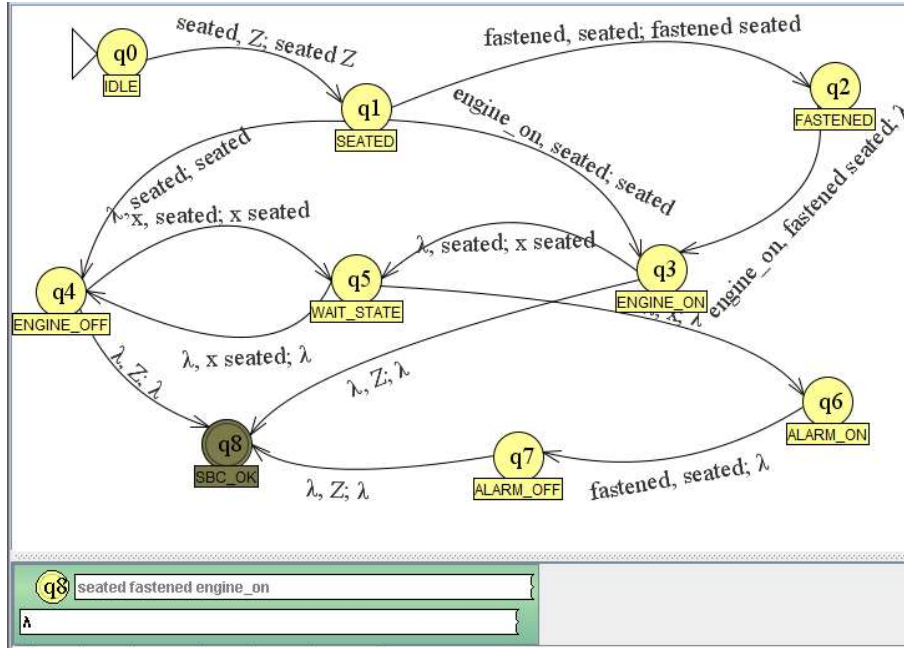 seated, Z; seated Z
q0
IDLE
fastened, seated; fastened seated
q1
SEATED
q2
FASTENED
engine_on, seated; seated
engine_on, fastened seated; λ
λ, seated; seated
x, seated; x seated
λ, seated; x seated
q3
ENGINE_ON
q4
ENGINE_OFF
q5
WAIT_STATE
x, λ
λ, x seated; λ
λ, Z; λ
λ, Z; λ
q6
ALARM_ON
q8
SBC_OK
q7
ALARM_OFF
λ, Z; λ
fastened, seated; λ
q8 seated fastened engine_on
λ